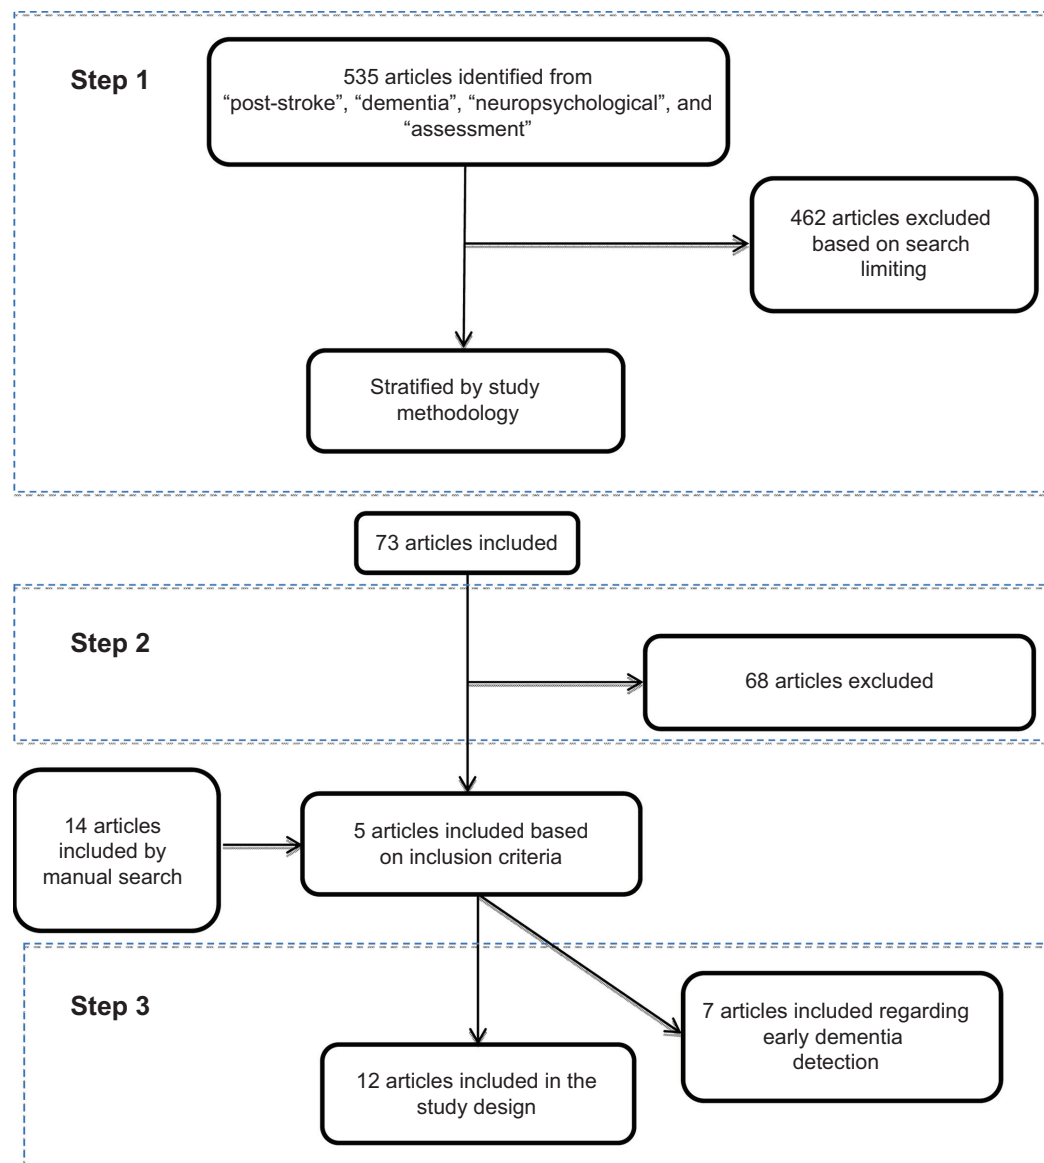 Step 1
535 articles identified from
“post-stroke”, “dementia”, “neuropsychological”, and
“assessment”
462 articles excluded
based on search
limiting
Stratified by study
methodology
73 articles included
Step 2
68 articles excluded
14 articles
included by
manual search
5 articles included based
on inclusion criteria
Step 3
7 articles included regarding
early dementia
detection
12 articles included in the
study design